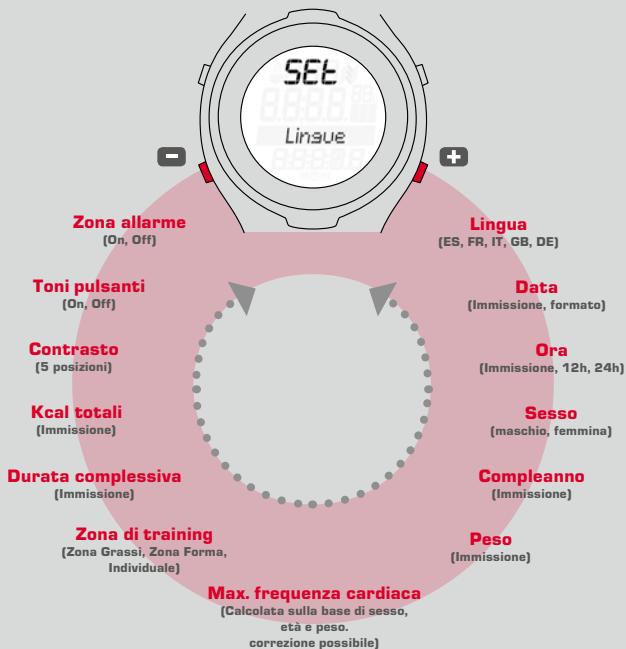 SEt
Lingue
-
+
Lingua
(ES, FR, IT, GB, DE)
Data
(Immissione, formato)
Ora
(Immissione, 12h, 24h)
Sesso
(maschio, femmina)
Compleanno
(Immissione)
Peso
(Immissione)
Max. frequenza cardiaca
(Calcolata sulla base di sesso,
età e peso.
correzione possibile)
Zona di training
(Zona Grassi, Zona Forma,
Individuale)
Durata complessiva
(Immissione)
Kcal totali
(Immissione)
Contrasto
(5 posizioni)
Toni pulsanti
(On, Off)
Zona allarme
(On, Off)